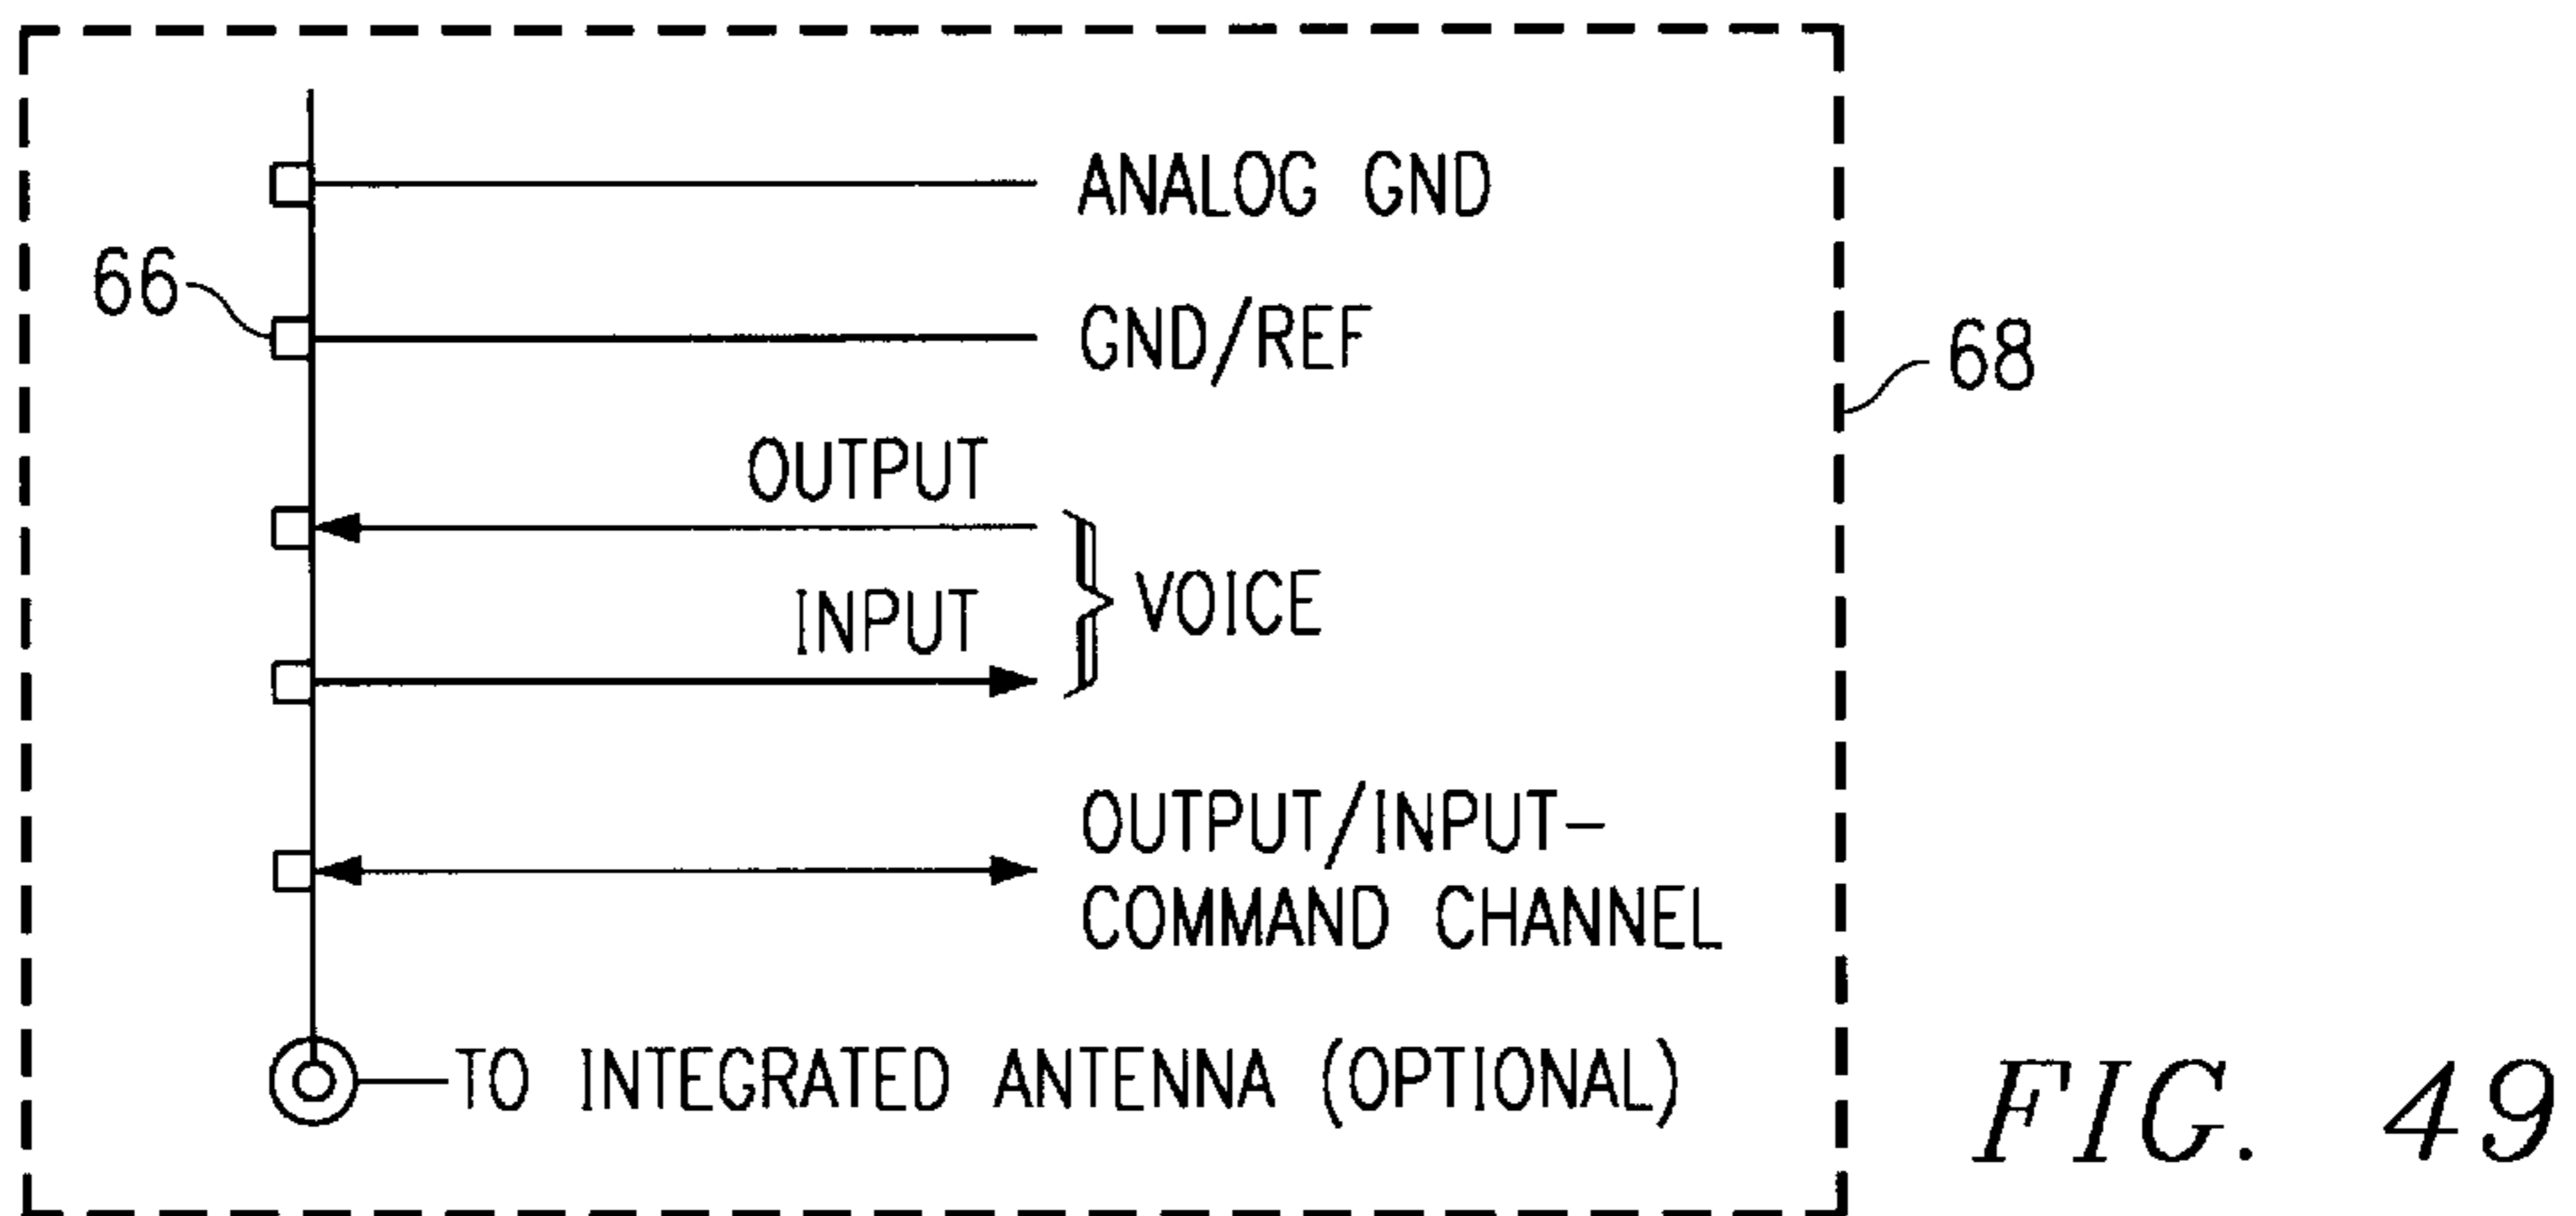 ANALOG GND
66
GND/REF
68
OUTPUT
INPUT
VOICE
OUTPUT/INPUT-
COMMAND CHANNEL
TO INTEGRATED ANTENNA (OPTIONAL)
FIG. 49